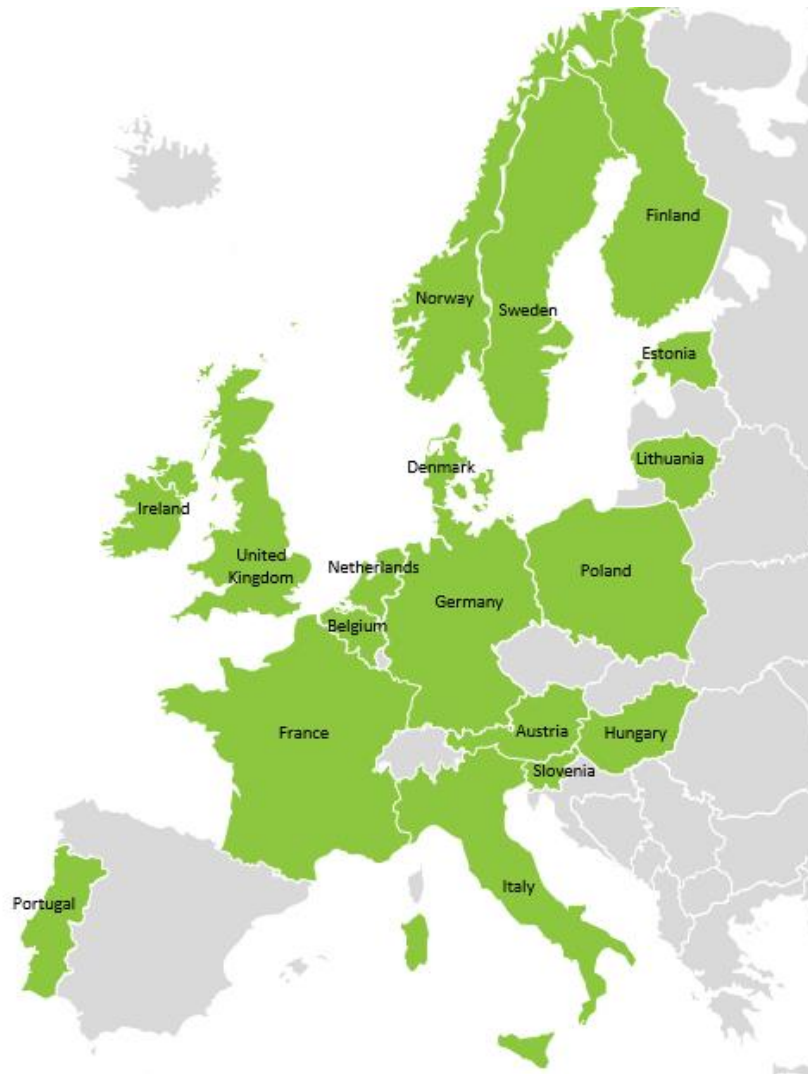 Finland
Norway
Sweden
Estonia
Lithuania
Denmark
Ireland
United
Kingdom
Netherlands
Poland
Germany
Belgium
France
Austria
Hungary
Slovenia
Italy
Portugal